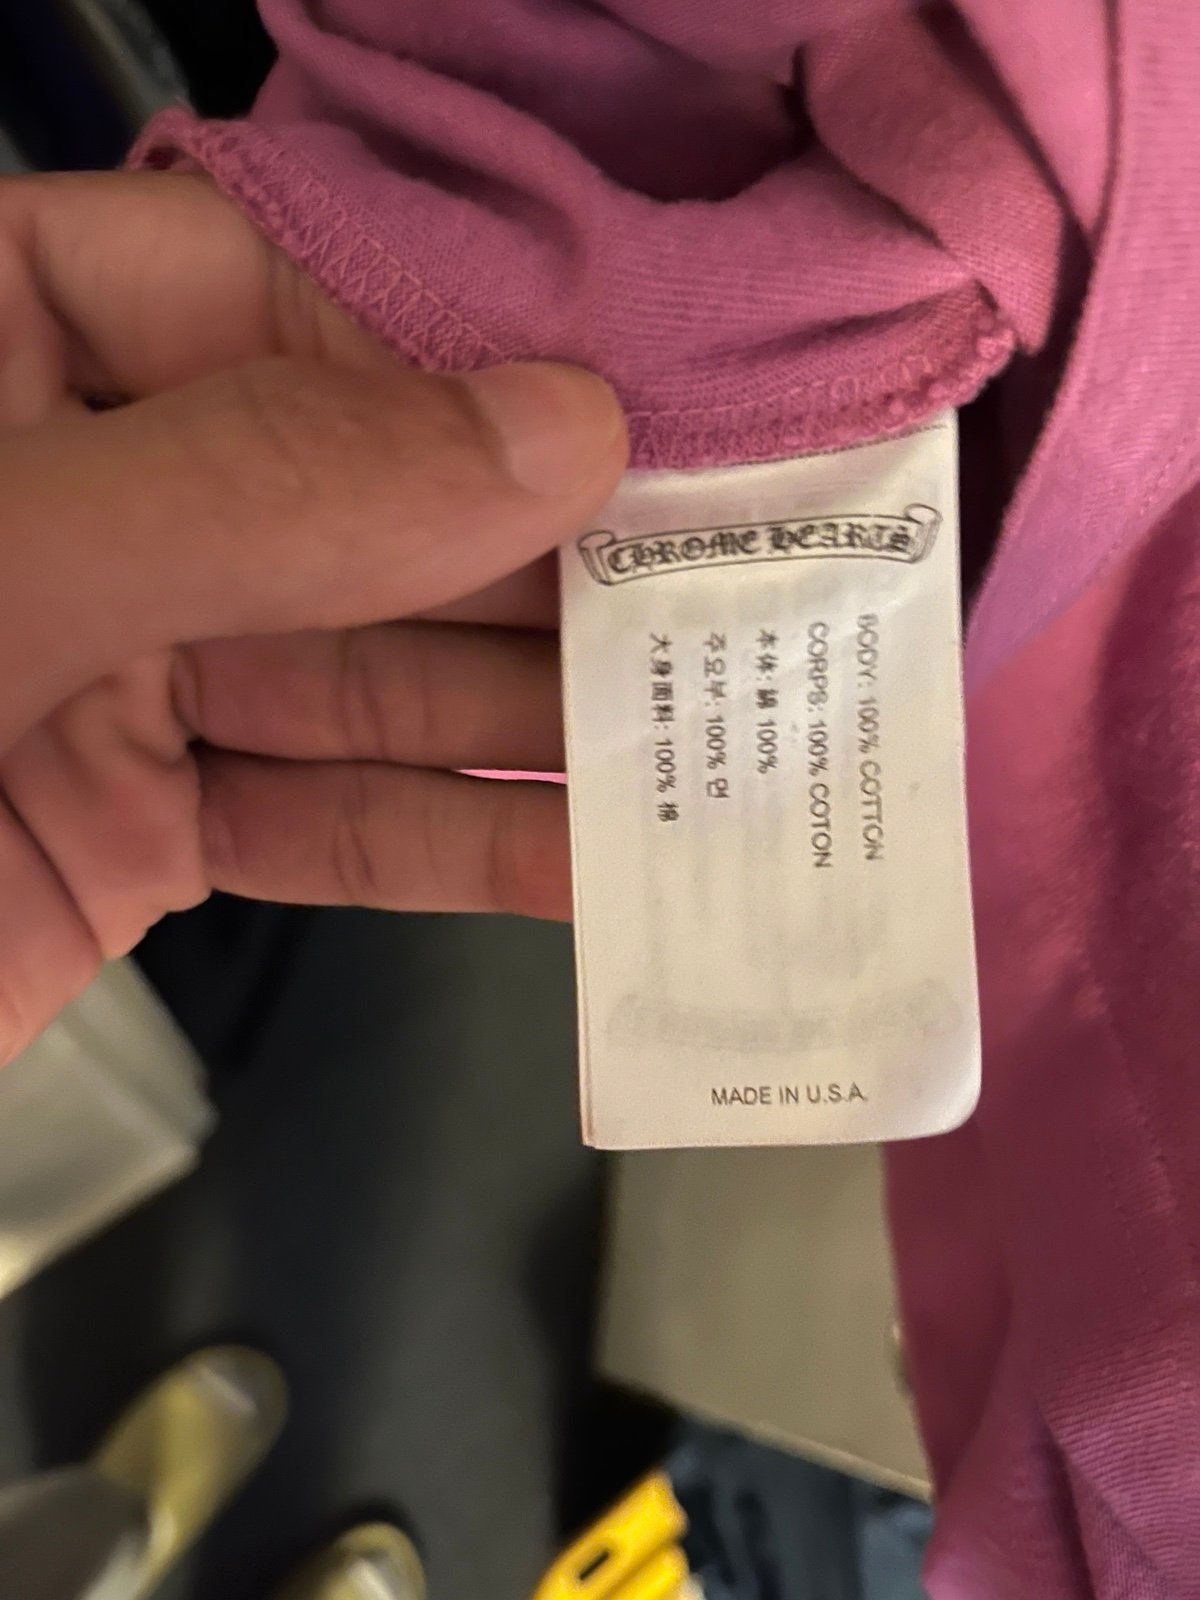 CHROME HEARTS
BODY: 100% COTTON
CORPS: 100% COTON
本体: 綿 100%
주요부: 100% 면
大身面料: 100% 棉
MADE IN U.S.A.